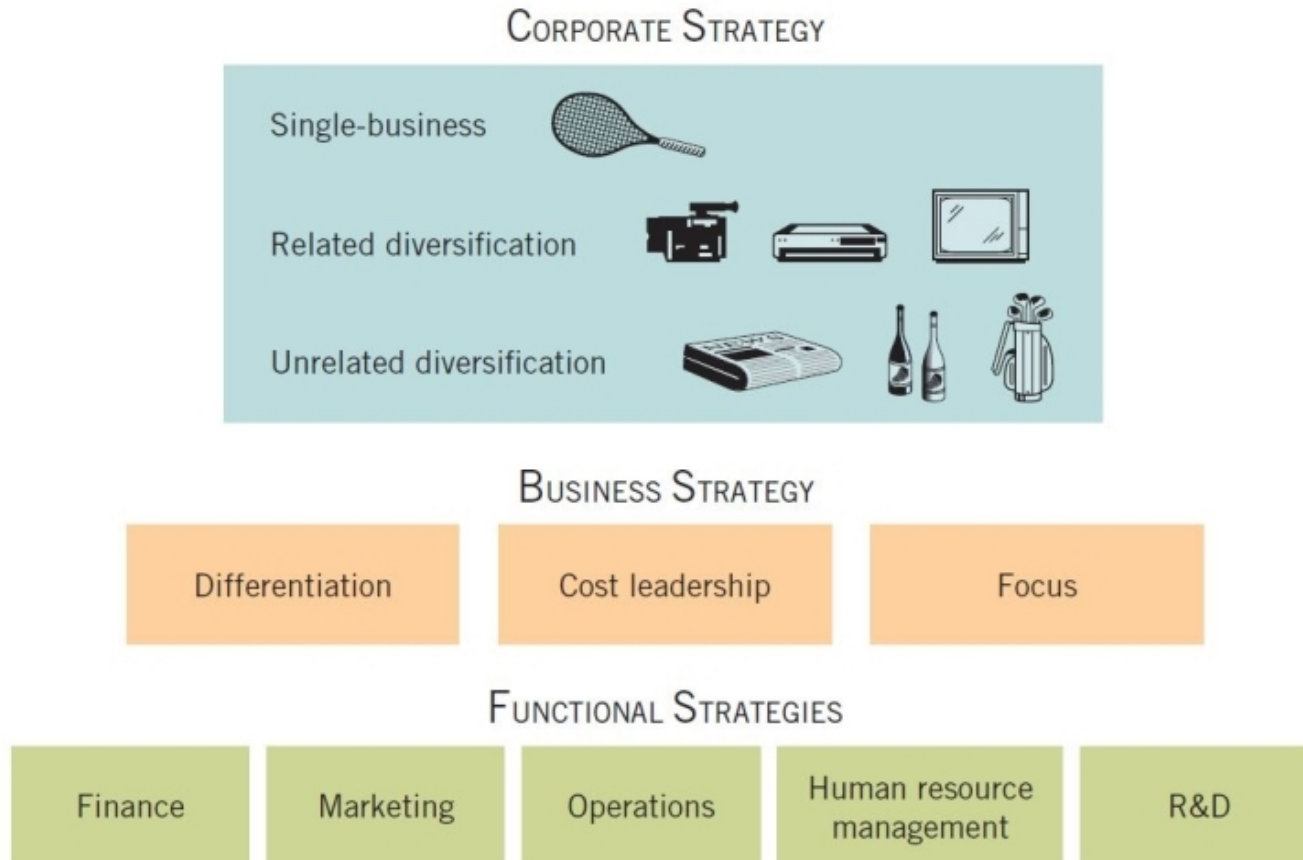 CORPORATE STRATEGY
Single-business
Related diversification
Unrelated diversification
NEWS
BUSINESS STRATEGY
Differentiation
Cost leadership
Focus
FUNCTIONAL STRATEGIES
Finance
Marketing
Operations
Human resource
management
R&D